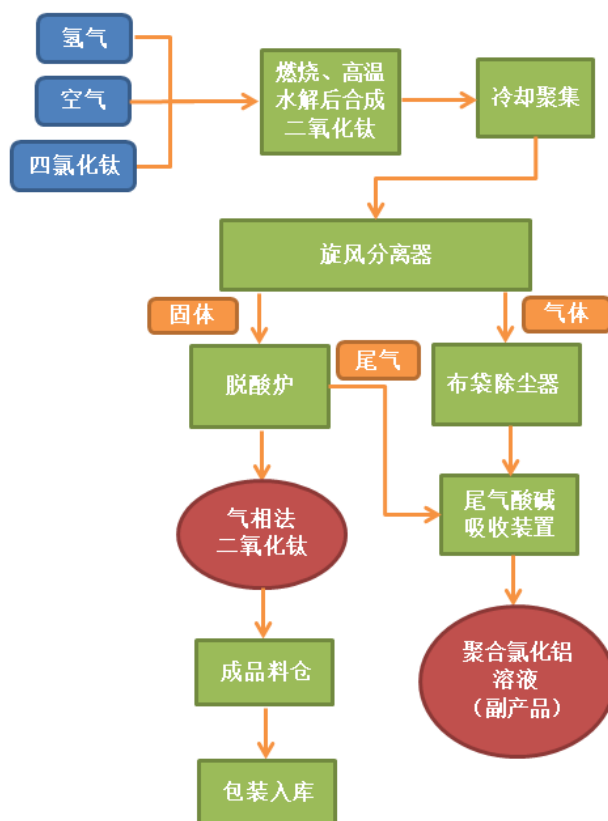 氢气
空气
四氯化钛
燃烧、高温
水解后合成
二氧化钛
冷却聚集
旋风分离器
固体
气体
脱酸炉
尾气
布袋除尘器
气相法
二氧化钛
尾气酸碱
吸收装置
成品料仓
聚合氯化铝
溶液
（副产品）
包装入库